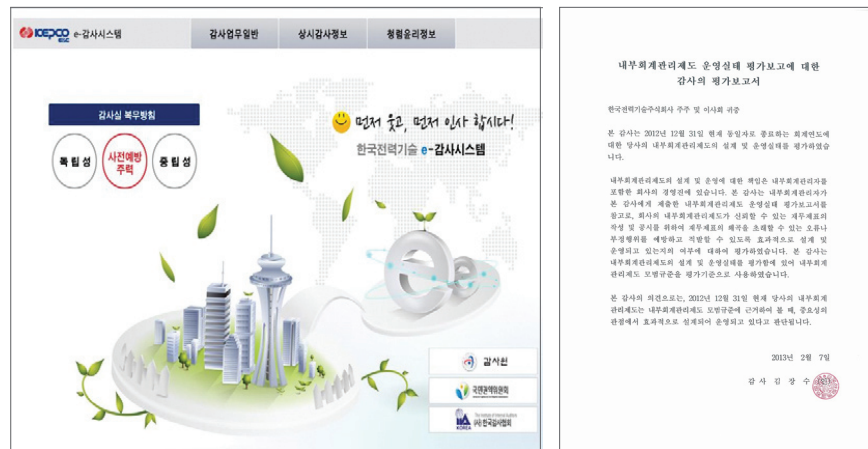 KEPCO E&C e-감사시스템
감사업무일반
상시감사정보
청렴윤리정보
감사실 복무방침
독립성
사전예방
주력
중립성
먼저 웃고, 먼저 인사 합시다!
한국전력기술 e-감사시스템
감사원
국민권익위원회
The Institute of Internal Auditors
IIA
KOREA
(사)한국감사협회
내부회계관리제도 운영실태 평가보고에 대한
감사의 평가보고서
한국전력기술주식회사 주주 및 이사회 귀중
본 감사는 2012년 12월 31일 현재 동일자로 종료하는 회계연도에
대한 당사의 내부회계관리제도의 설계 및 운영실태를 평가하였습
니다.
내부회계관리제도의 설계 및 운영에 대한 책임은 내부회계관리자를
포함한 회사의 경영진에 있습니다. 본 감사는 내부회계관리자가
본 감사에게 제출한 내부회계관리제도 운영실태 평가보고서를
참고로, 회사의 내부회계관리제도가 신뢰할 수 있는 재무제표의
작성 및 공시를 위하여 재무제표의 왜곡을 초래할 수 있는 오류나
부정행위를 예방하고 적발할 수 있도록 효과적으로 설계 및
운영되고 있는지의 여부에 대하여 평가하였습니다. 본 감사는
내부회계관리제도의 설계 및 운영실태를 평가함에 있어 내부회계
관리제도 모범규준을 평가기준으로 사용하였습니다.
본 감사의 의견으로는, 2012년 12월 31일 현재 당사의 내부회계
관리제도는 내부회계관리제도 모범규준에 근거하여 볼 때, 중요성의
관점에서 효과적으로 설계되어 운영되고 있다고 판단됩니다.
2013년 2월 7일
감 사 김 장 수